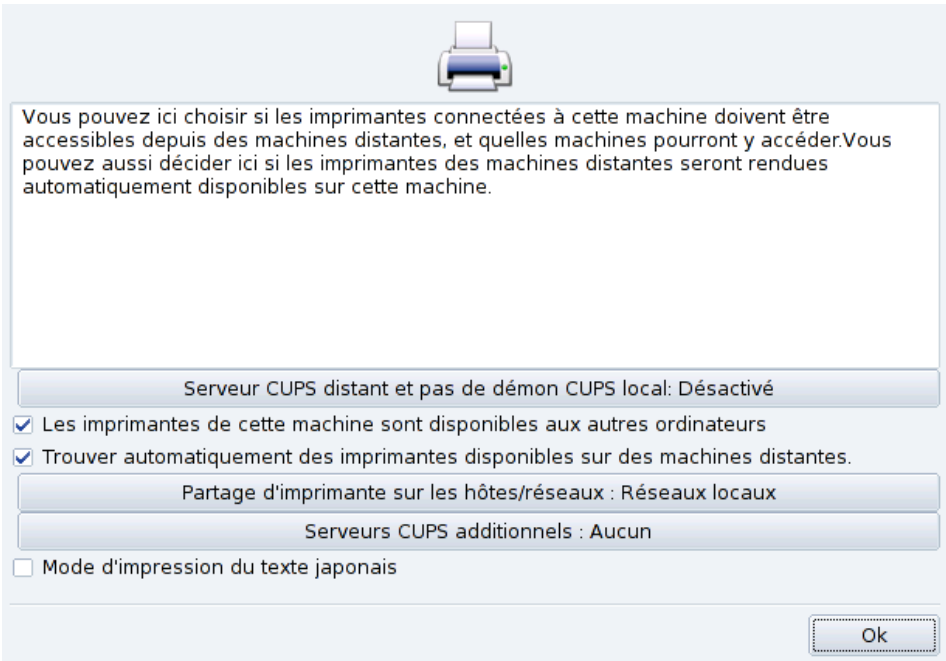 Vous pouvez ici choisir si les imprimantes connectées à cette machine doivent être
accessibles depuis des machines distantes, et quelles machines pourront y accéder.Vous
pouvez aussi décider ici si les imprimantes des machines distantes seront rendues
automatiquement disponibles sur cette machine.
Serveur CUPS distant et pas de démon CUPS local: Désactivé
Les imprimantes de cette machine sont disponibles aux autres ordinateurs
Trouver automatiquement des imprimantes disponibles sur des machines distantes.
Partage d'imprimante sur les hôtes/réseaux : Réseaux locaux
Serveurs CUPS additionnels : Aucun
Mode d'impression du texte japonais
Ok